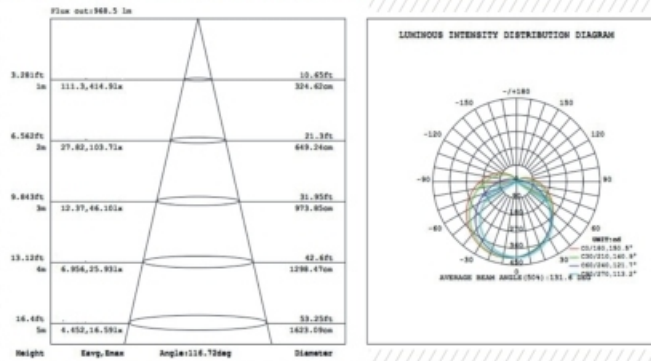 Flux out:968.5 lm
3.281ft 10.65ft
1m 111.3,414.91x 324.62cm
6.562ft 21.3ft
2m 27.82,103.71x 649.24cm
9.843ft 31.95ft
3m 12.37,46.101x 973.85cm
13.12ft 42.6ft
4m 6.956,25.931x 1298.47cm
16.4ft 53.25ft
5m 4.452,16.591x 1623.09cm
Height Eavg,Emax Angle:116.72deg Diameter
LUMINOUS INTENSITY DISTRIBUTION DIAGRAM
-/+180
-150 150
-120 120
-90 90
-60 60
-30 30
0
UNIT:cd
C0/180,150.5°
C30/210,140.9°
C60/240,121.7°
C90/270,113.2°
AVERAGE BEAM ANGLE(50%):131.6 DEG